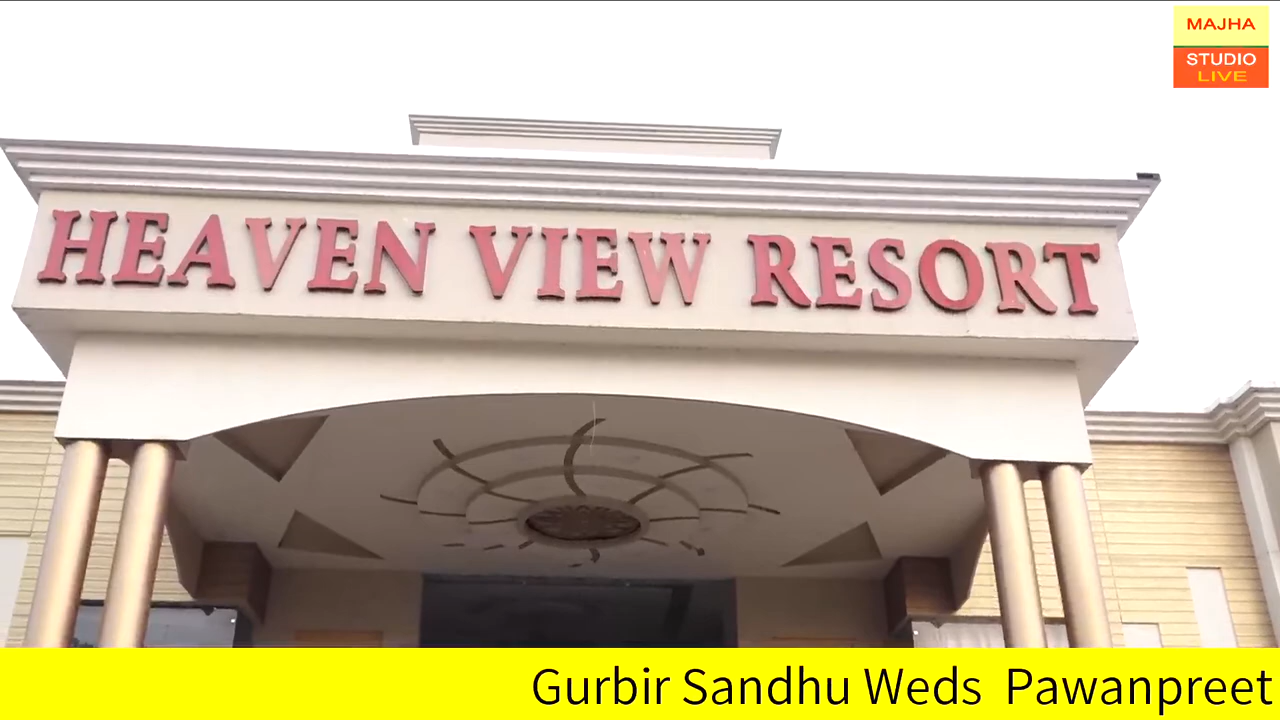 MAJHA
STUDIO
LIVE
HEAVEN VIEW RESORT
Gurbir Sandhu Weds  Pawanpreet